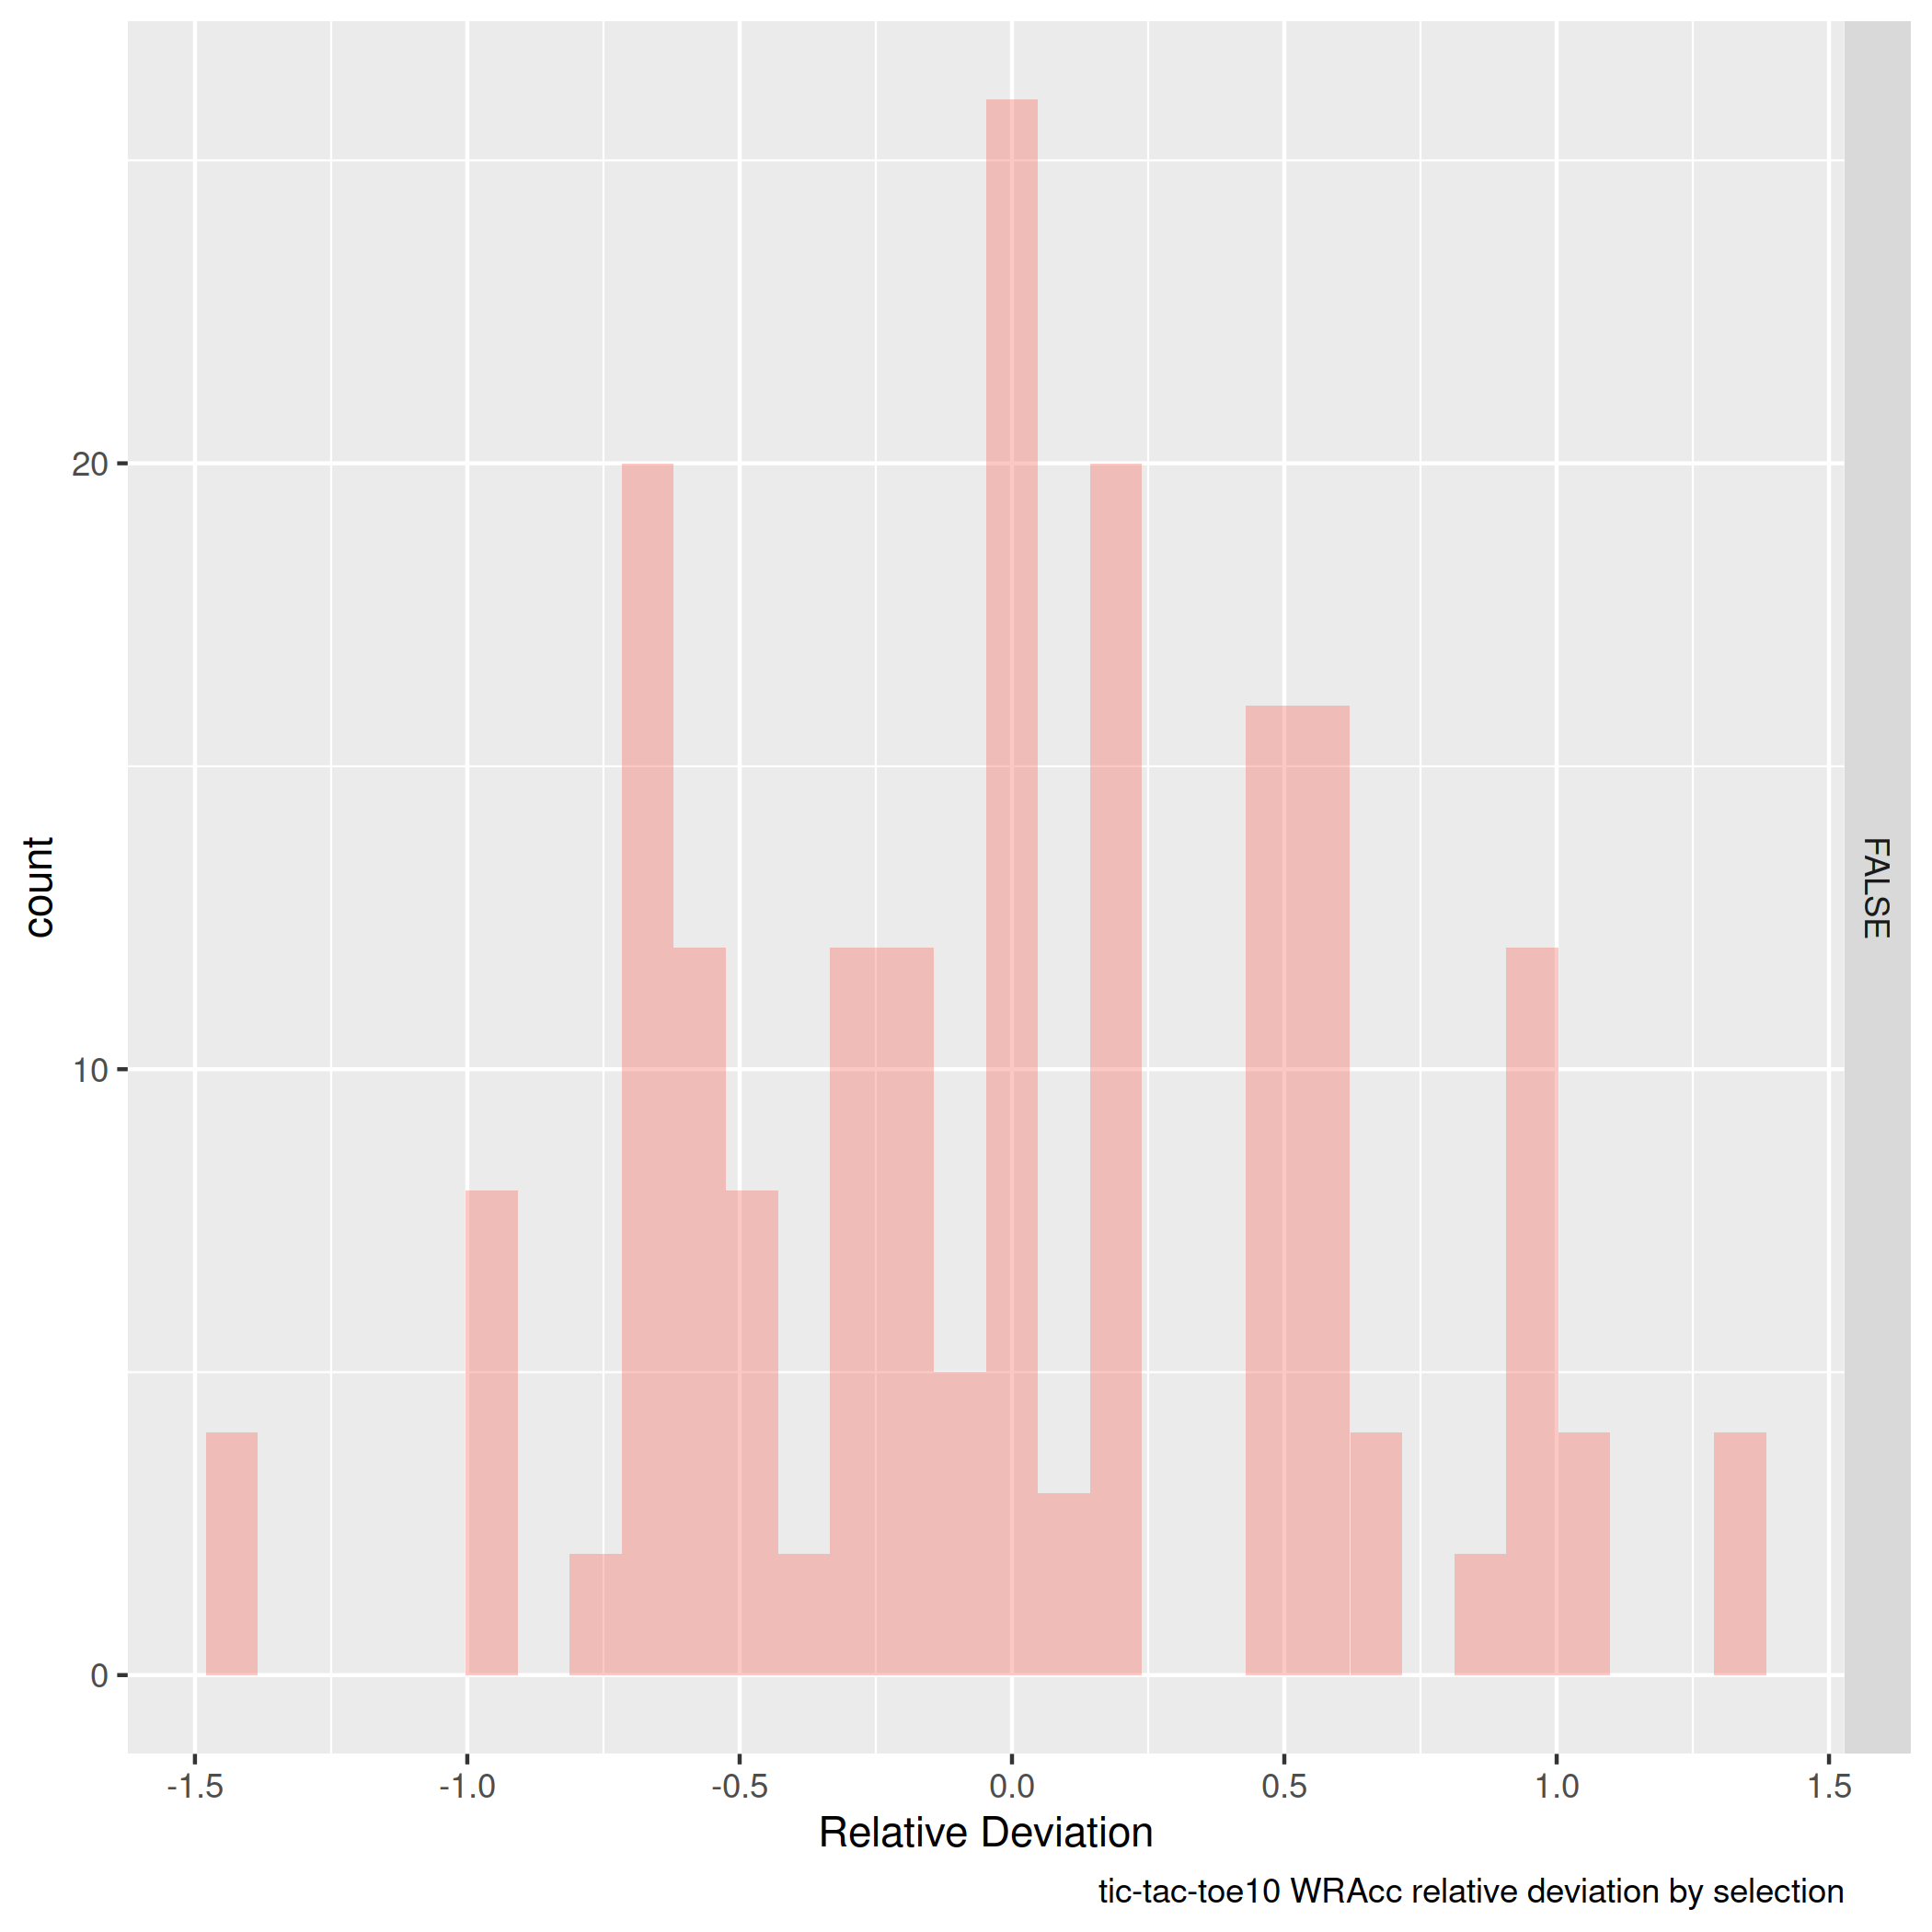 count
20
10
0
FALSE
-1.5 -1.0 -0.5 0.0 0.5 1.0 1.5
Relative Deviation
tic-tac-toe10 WRAcc relative deviation by selection